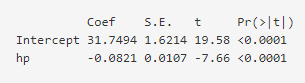 Coef S.E. t Pr(>|t|)
Intercept 31.7494 1.6214 19.58 <0.0001
hp -0.0821 0.0107 -7.66 <0.0001